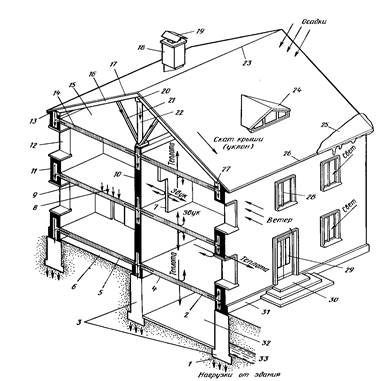 19
Осадки
18
17
23
16
15
20
14
21
24
22
13
25
Скат крыши
(уклон)
12
Теплота
26
27
свет
11
10
Звук
9
28
8
7
звук
Ветер
свет
Теплота
Теплота
29
6
5
4
2
31
30
3
32
1
33
Нагрузки от здания